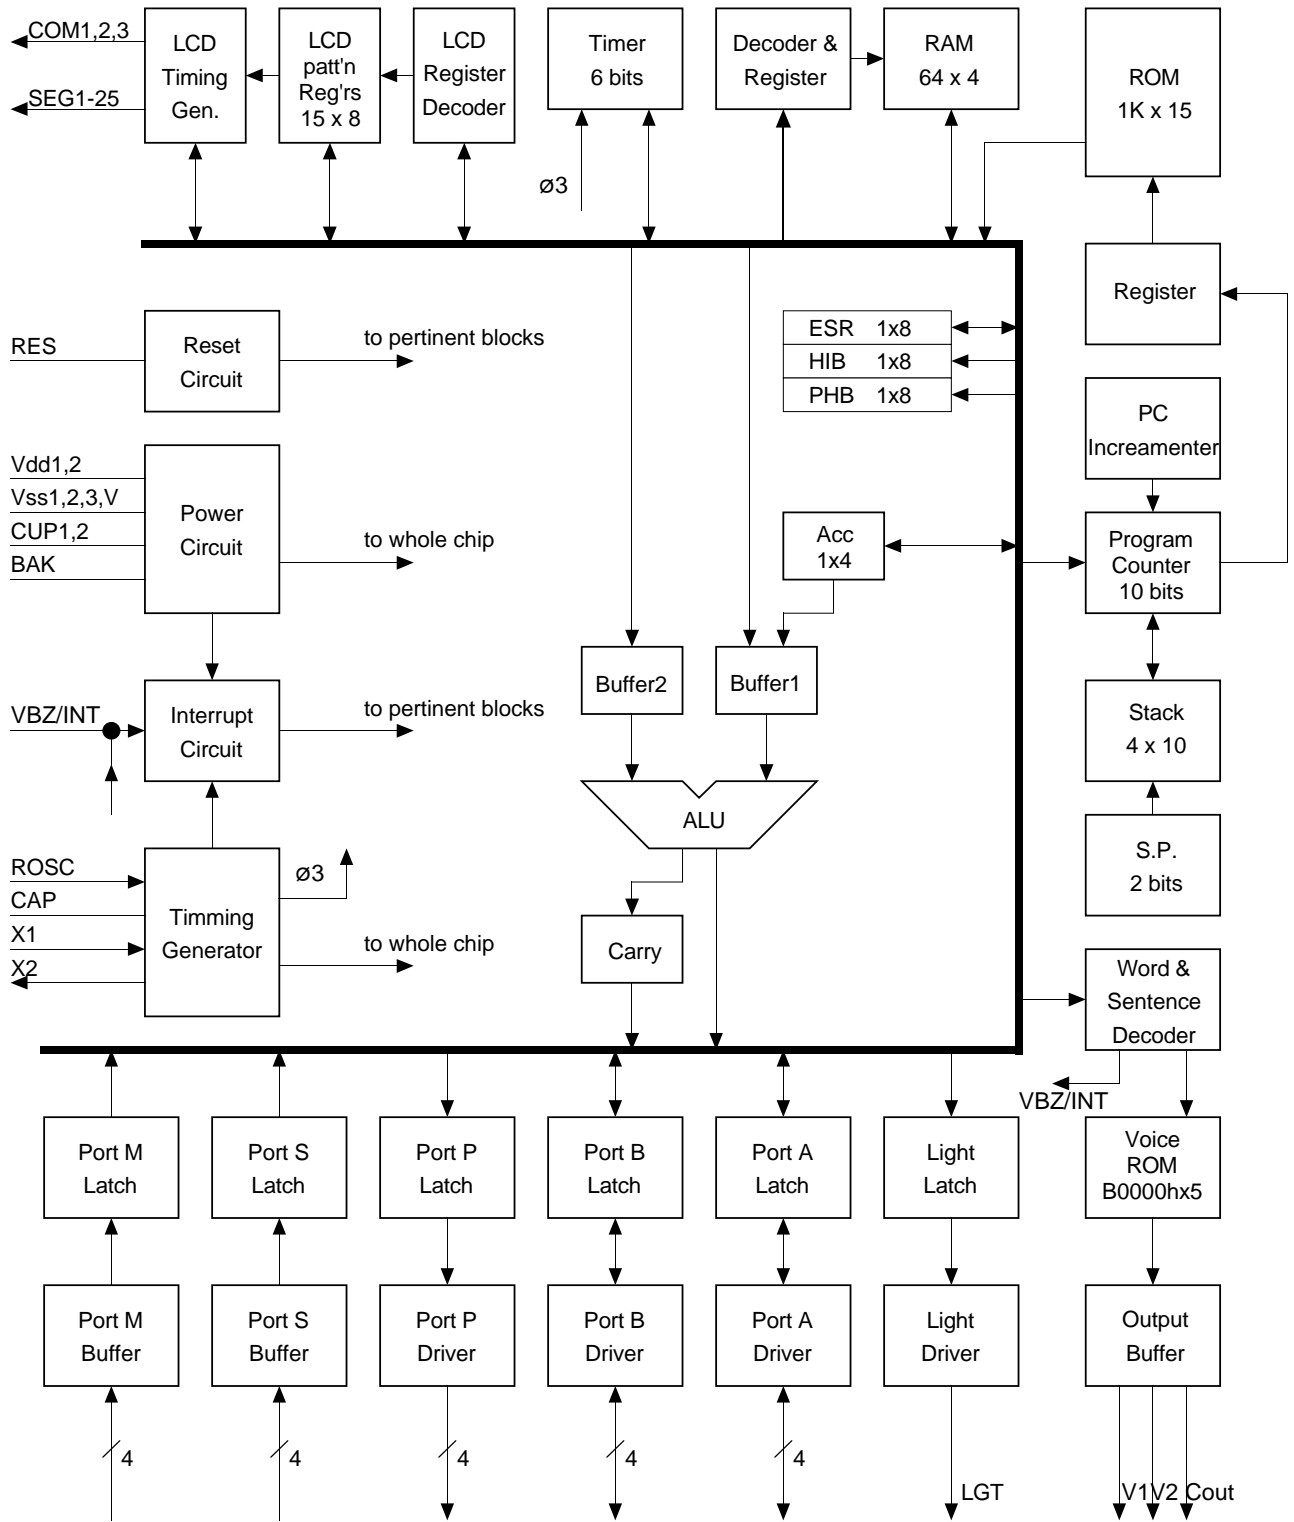 COM1,2,3
SEG1-25
LCD
Timing
Gen.
LCD
patt'n
Reg'rs
15 x 8
LCD
Register
Decoder
Timer
6 bits
ø3
Decoder &
Register
RAM
64 x 4
ROM
1K x 15
Register
RES
Reset
Circuit
to pertinent blocks
ESR 1x8
HIB 1x8
PHB 1x8
PC
Increamenter
Vdd1,2
Vss1,2,3,V
CUP1,2
BAK
Power
Circuit
to whole chip
Acc
1x4
Program
Counter
10 bits
VBZ/INT
Interrupt
Circuit
to pertinent blocks
Buffer2
Buffer1
Stack
4 x 10
ALU
S.P.
2 bits
ROSC
CAP
X1
X2
Timming
Generator
ø3
to whole chip
Carry
Word &
Sentence
Decoder
VBZ/INT
Port M
Latch
Port S
Latch
Port P
Latch
Port B
Latch
Port A
Latch
Light
Latch
Voice
ROM
B0000hx5
Port M
Buffer
Port S
Buffer
Port P
Driver
Port B
Driver
Port A
Driver
Light
Driver
Output
Buffer
4
4
4
4
4
LGT
V1V2 Cout